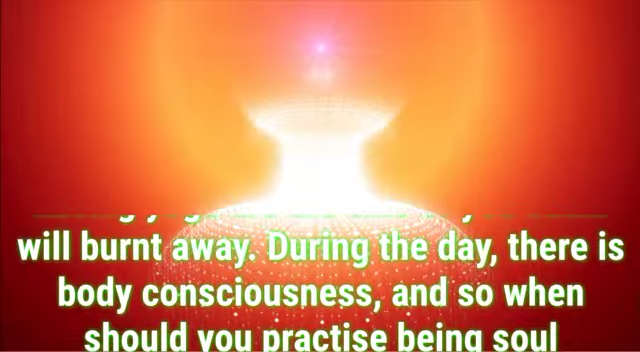 will burnt away. During the day, there is
body consciousness, and so when
should you practise being soul